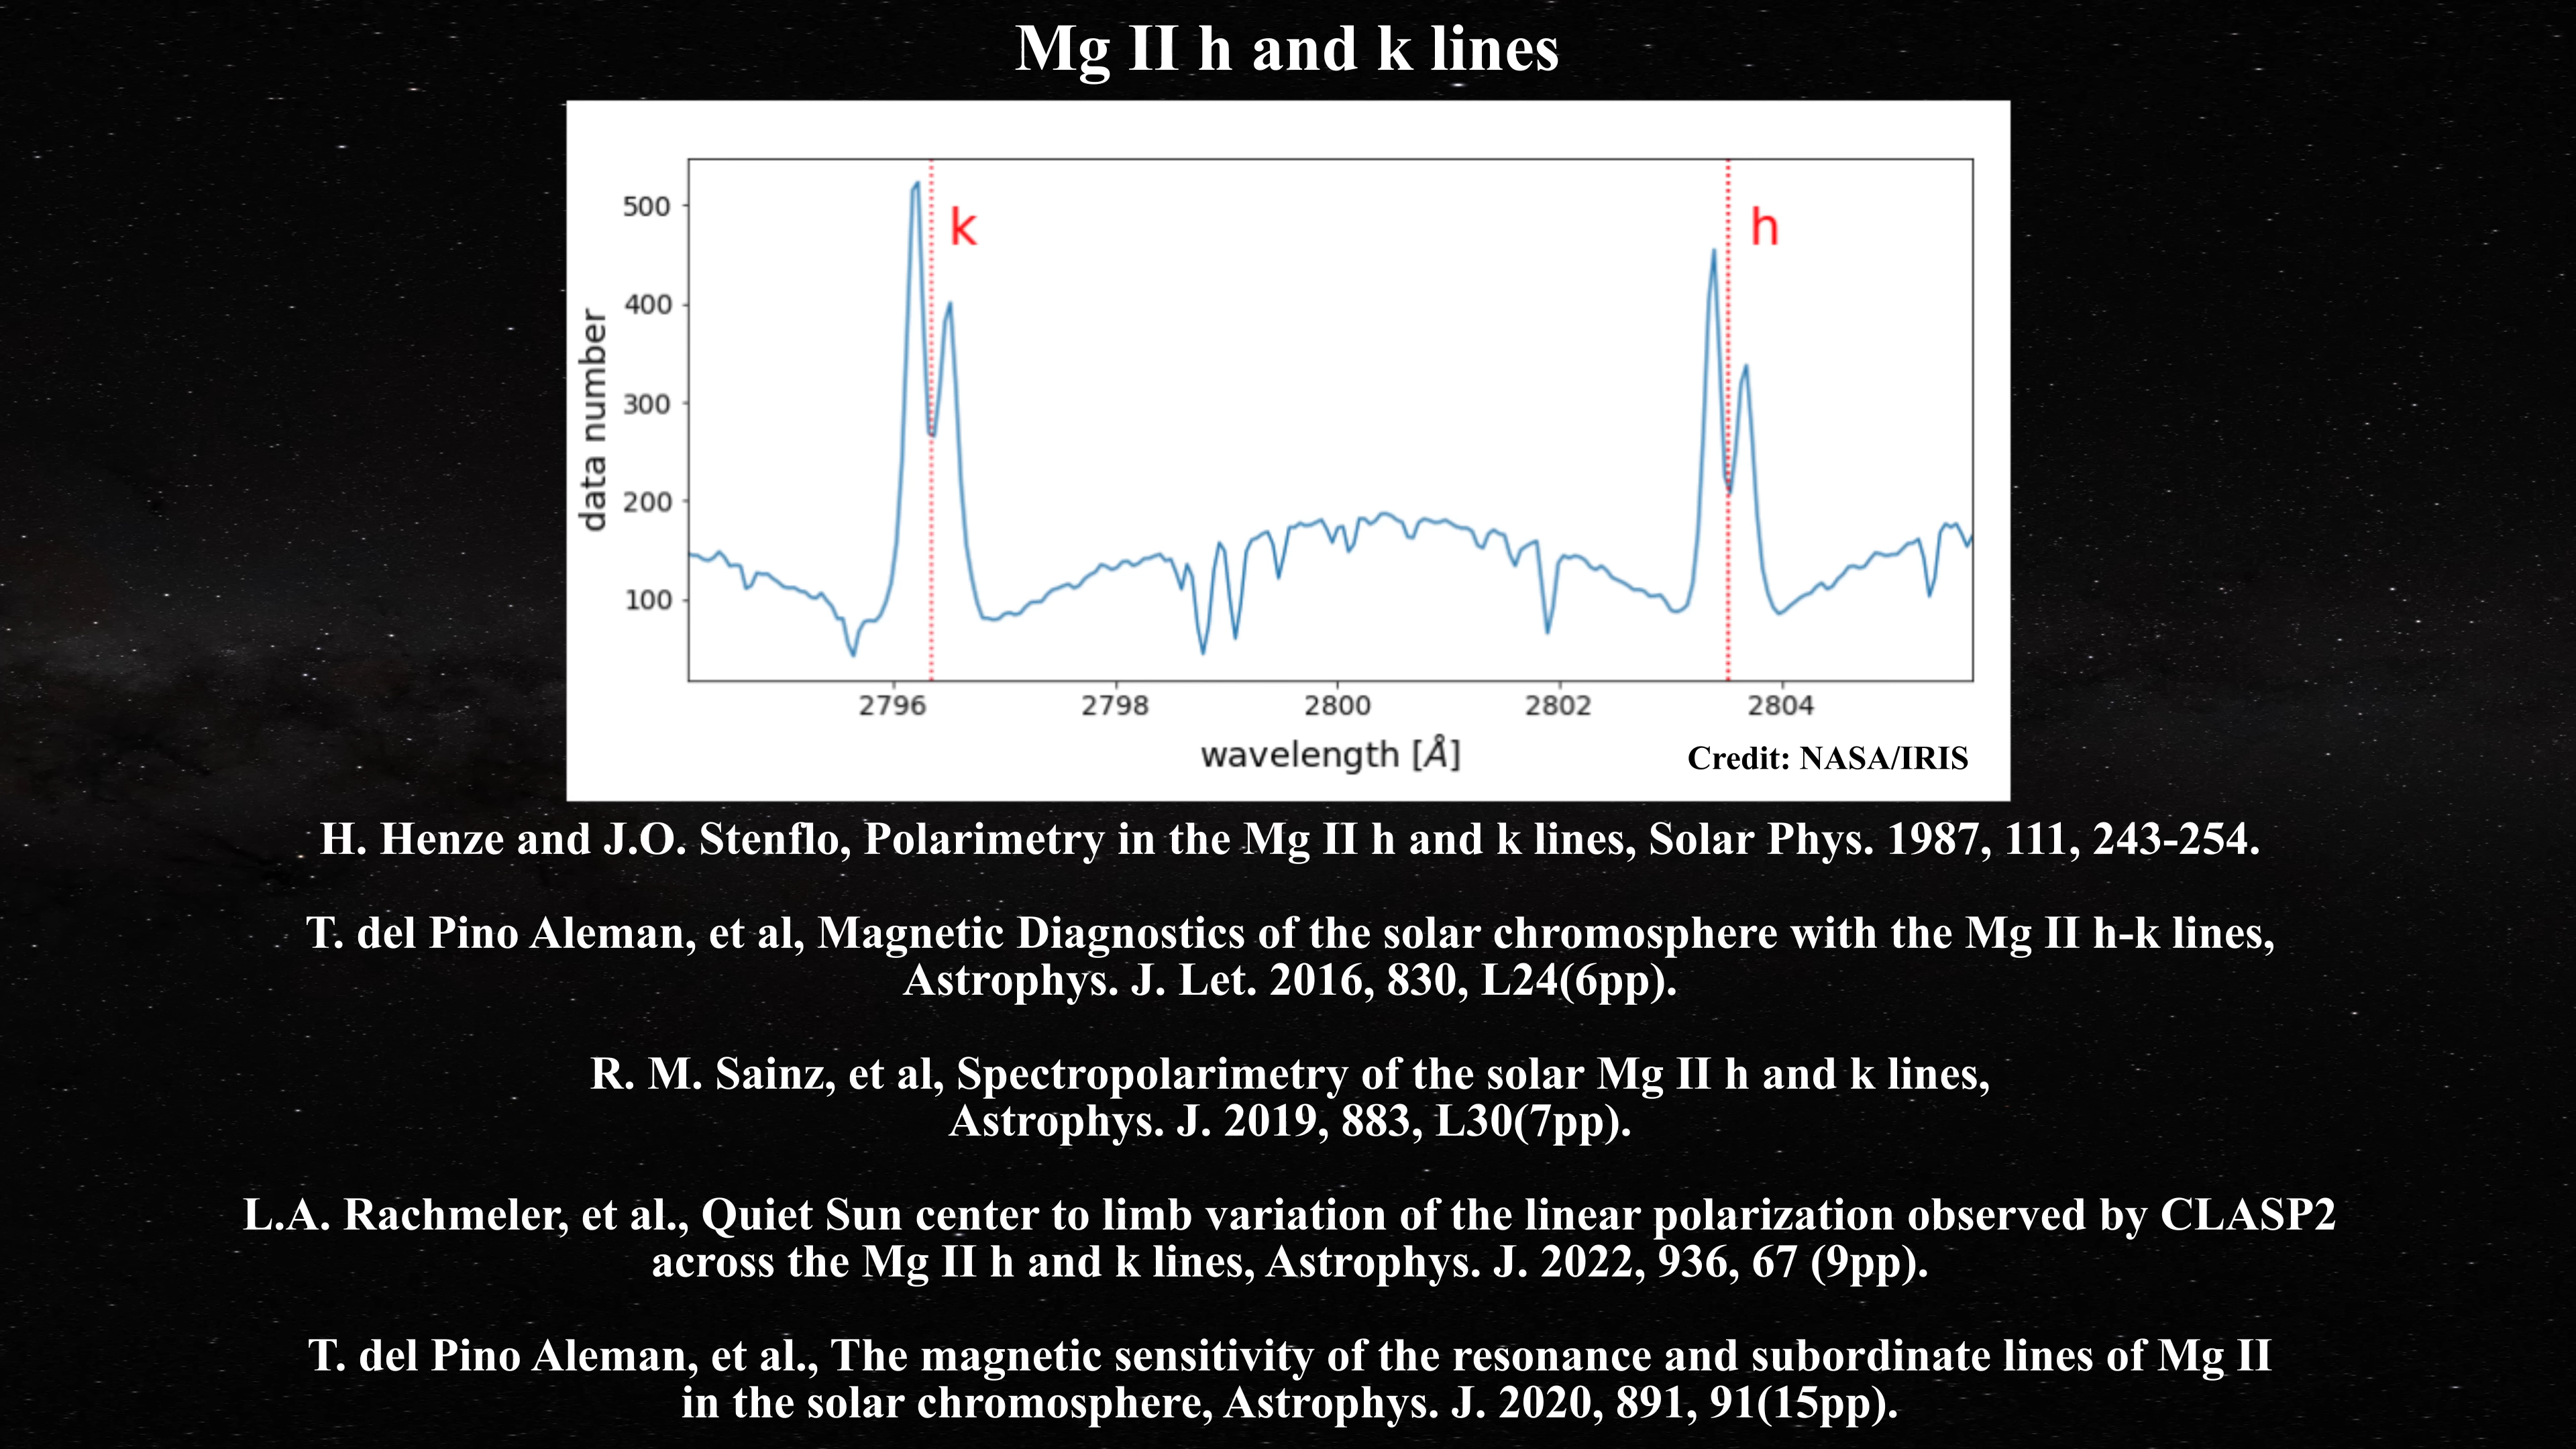 Mg II h and k lines
500
400
300
200
100
data number
k
h
2796
2798
2800
2802
2804
wavelength [Å]
Credit: NASA/IRIS
H. Henze and J.O. Stenflo, Polarimetry in the Mg II h and k lines, Solar Phys. 1987, 111, 243-254.
T. del Pino Aleman, et al, Magnetic Diagnostics of the solar chromosphere with the Mg II h-k lines,
Astrophys. J. Let. 2016, 830, L24(6pp).
R. M. Sainz, et al, Spectropolarimetry of the solar Mg II h and k lines,
Astrophys. J. 2019, 883, L30(7pp).
L.A. Rachmeler, et al., Quiet Sun center to limb variation of the linear polarization observed by CLASP2
across the Mg II h and k lines, Astrophys. J. 2022, 936, 67 (9pp).
T. del Pino Aleman, et al., The magnetic sensitivity of the resonance and subordinate lines of Mg II
in the solar chromosphere, Astrophys. J. 2020, 891, 91(15pp).